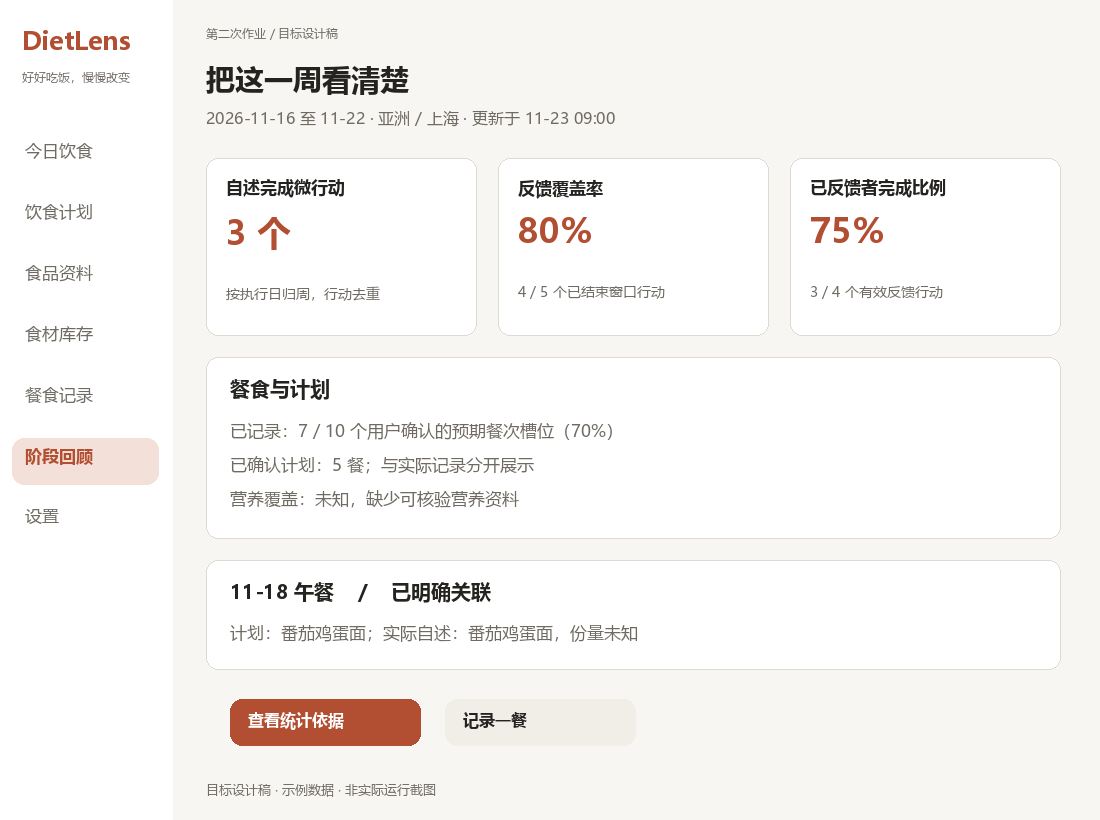 DietLens
好好吃饭，慢慢改变
今日饮食
饮食计划
食品资料
食材库存
餐食记录
阶段回顾
设置
第二次作业 / 目标设计稿
把这一周看清楚
2026-11-16 至 11-22 · 亚洲 / 上海 · 更新于 11-23 09:00
自述完成微行动
3 个
按执行日归周，行动去重
反馈覆盖率
80%
4 / 5 个已结束窗口行动
已反馈者完成比例
75%
3 / 4 个有效反馈行动
餐食与计划
已记录：7 / 10 个用户确认的预期餐次槽位（70%）
已确认计划：5 餐；与实际记录分开展示
营养覆盖：未知，缺少可核验营养资料
11-18 午餐 / 已明确关联
计划：番茄鸡蛋面；实际自述：番茄鸡蛋面，份量未知
查看统计依据
记录一餐
目标设计稿 · 示例数据 · 非实际运行截图